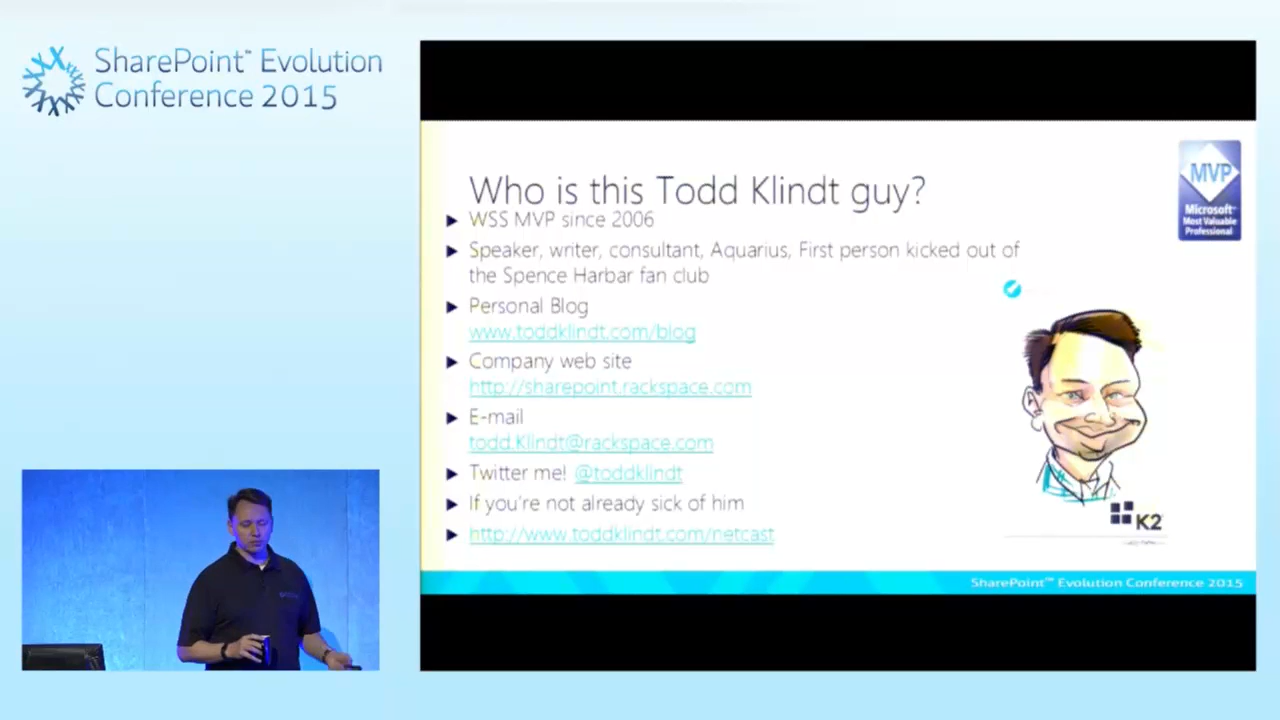 SharePoint™ Evolution
Conference 2015
Who is this Todd Klindt guy?
WSS MVP since 2006
Speaker, writer, consultant, Aquarius, First person kicked out of
the Spence Harbar fan club
Personal Blog
www.toddklindt.com/blog
Company web site
http://sharepoint.rackspace.com
E-mail
todd.Klindt@rackspace.com
Twitter me! @toddklindt
If you're not already sick of him
http://www.toddklindt.com/netcast
MVP
Microsoft®
Most Valuable
Professional
K2
SharePoint™ Evolution Conference 2015